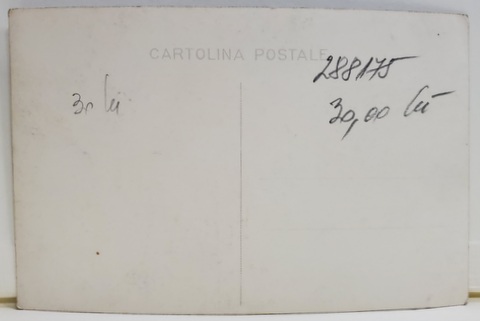 CARTOLINA POSTALE
288175
30,00 lei
30 lei